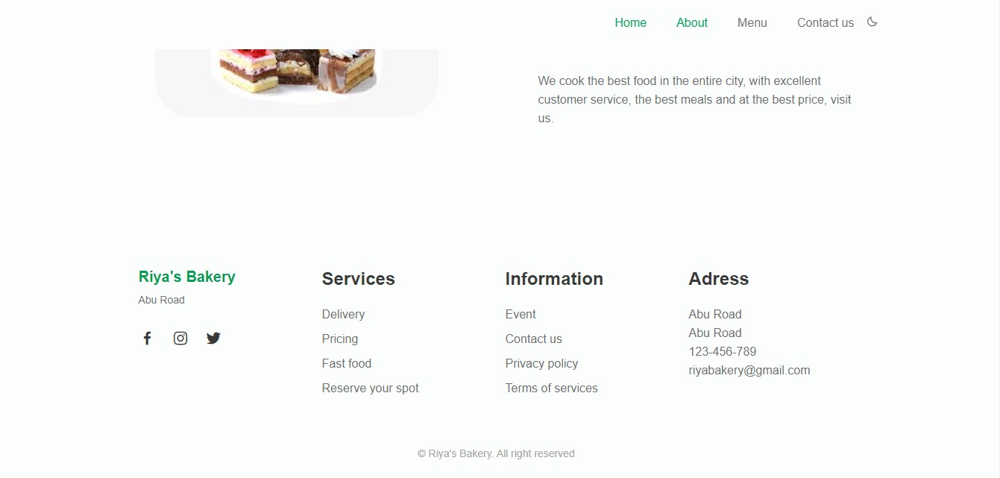 Home About Menu Contact us
We cook the best food in the entire city, with excellent
customer service, the best meals and at the best price, visit
us.
Riya's Bakery
Abu Road
Services
Delivery
Pricing
Fast food
Reserve your spot
Information
Event
Contact us
Privacy policy
Terms of services
Adress
Abu Road
Abu Road
123-456-789
riyabakery@gmail.com
© Riya's Bakery. All right reserved